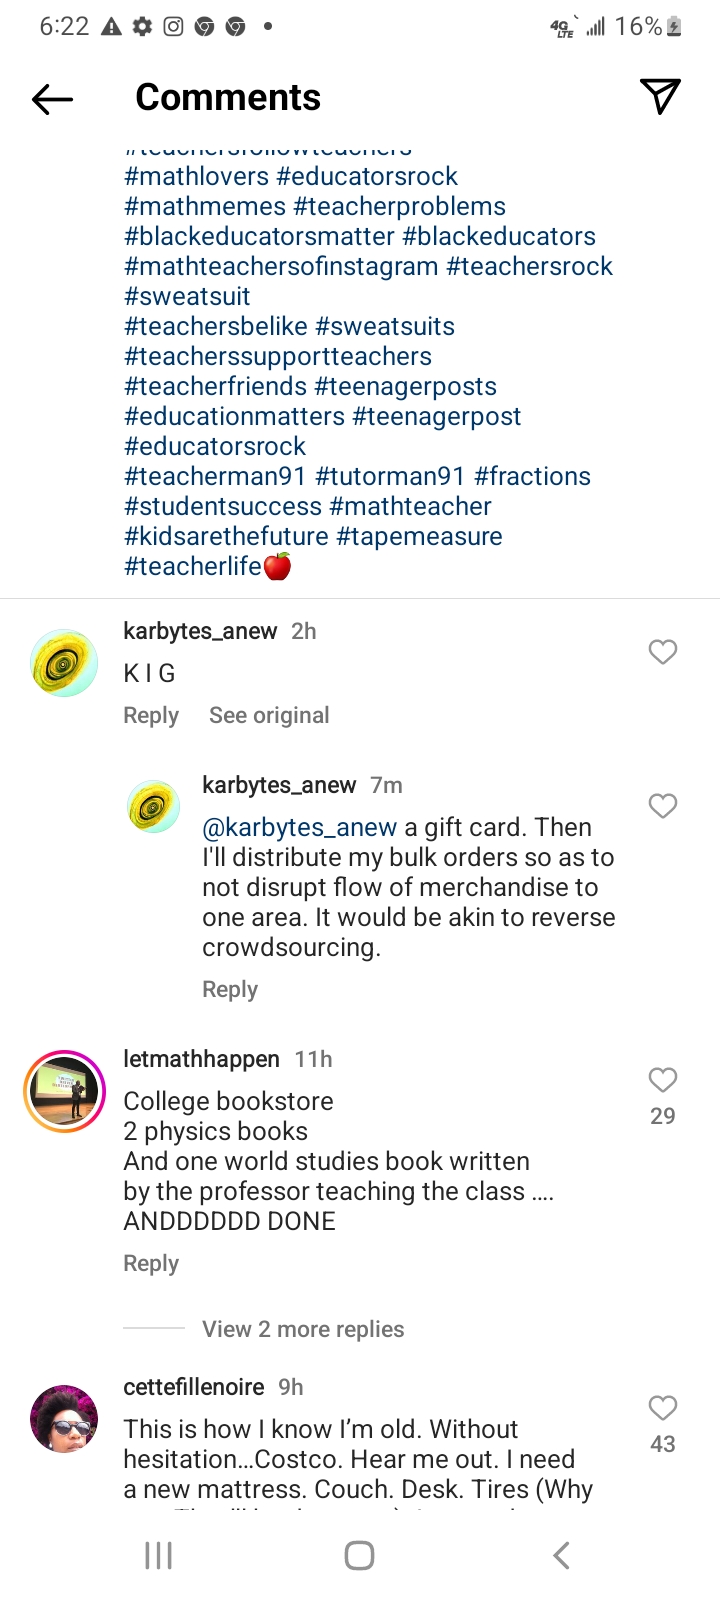 6:22
4G LTE 16%
Comments
#teachersfollowteachers
#mathlovers #educatorsrock
#mathmemes #teacherproblems
#blackeducatorsmatter #blackeducators
#mathteachersofinstagram #teachersrock
#sweatsuit
#teachersbelike #sweatsuits
#teacherssupportteachers
#teacherfriends #teenagerposts
#educationmatters #teenagerpost
#educatorsrock
#teacherman91 #tutorman91 #fractions
#studentsuccess #mathteacher
#kidsarethefuture #tapemeasure
#teacherlife🍎
karbytes_anew 2h
K I G
Reply See original
karbytes_anew 7m
@karbytes_anew a gift card. Then
I'll distribute my bulk orders so as to
not disrupt flow of merchandise to
one area. It would be akin to reverse
crowdsourcing.
Reply
letmathhappen 11h
College bookstore
2 physics books
And one world studies book written
by the professor teaching the class ....
ANDDDDDD DONE
29
Reply
View 2 more replies
cettefillenoire 9h
This is how I know I’m old. Without
hesitation...Costco. Hear me out. I need
a new mattress. Couch. Desk. Tires (Why
43